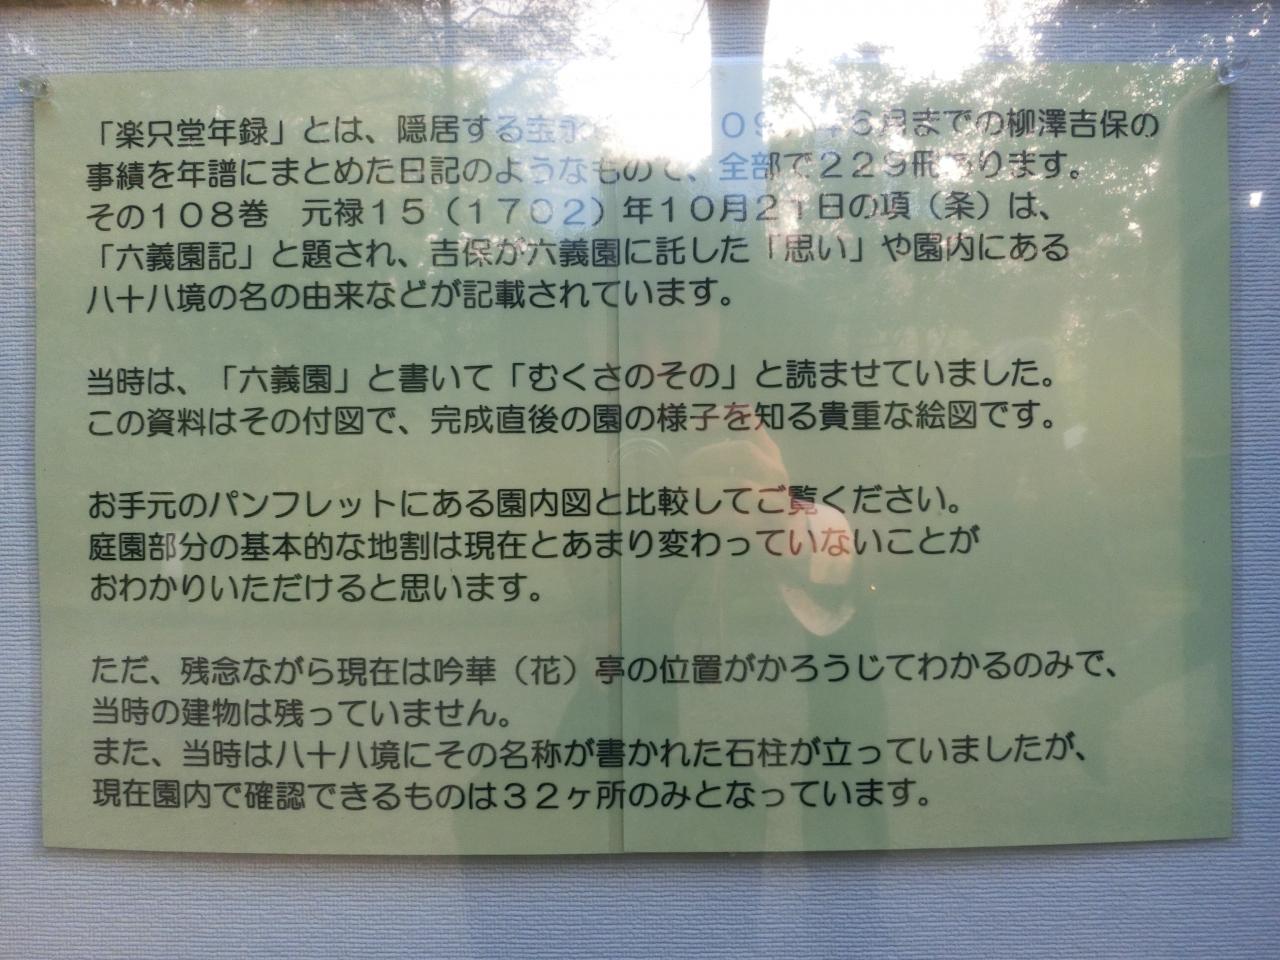 「楽只堂年録」とは、隠居する宝永 ０９ 年６月までの柳澤吉保の
事績を年譜にまとめた日記のようなもので、全部で２２９冊あります。
その１０８巻　元禄１５（１７０２）年１０月２１日の項（条）は、
「六義園記」と題され、吉保が六義園に託した「思い」や園内にある
八十八境の名の由来などが記載されています。
当時は、「六義園」と書いて「むくさのその」と読ませていました。
この資料はその付図で、完成直後の園の様子を知る貴重な絵図です。
お手元のパンフレットにある園内図と比較してご覧ください。
庭園部分の基本的な地割は現在とあまり変わっていないことが
おわかりいただけると思います。
ただ、残念ながら現在は吟華（花）亭の位置がかろうじてわかるのみで、
当時の建物は残っていません。
また、当時は八十八境にその名称が書かれた石柱が立っていましたが、
現在園内で確認できるものは３２ヶ所のみとなっています。